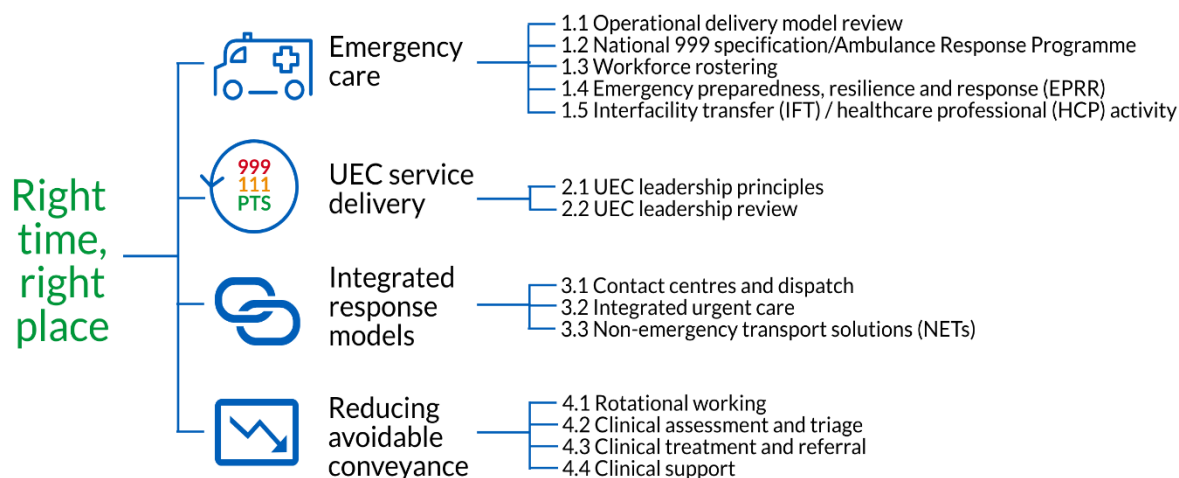 Right
time,
right
place
Emergency
care
1.1 Operational delivery model review
1.2 National 999 specification/Ambulance Response Programme
1.3 Workforce rostering
1.4 Emergency preparedness, resilience and response (EPRR)
1.5 Interfacility transfer (IFT) / healthcare professional (HCP) activity
999
111
PTS
UEC service
delivery
2.1 UEC leadership principles
2.2 UEC leadership review
Integrated
response
models
3.1 Contact centres and dispatch
3.2 Integrated urgent care
3.3 Non-emergency transport solutions (NETs)
Reducing
avoidable
conveyance
4.1 Rotational working
4.2 Clinical assessment and triage
4.3 Clinical treatment and referral
4.4 Clinical support